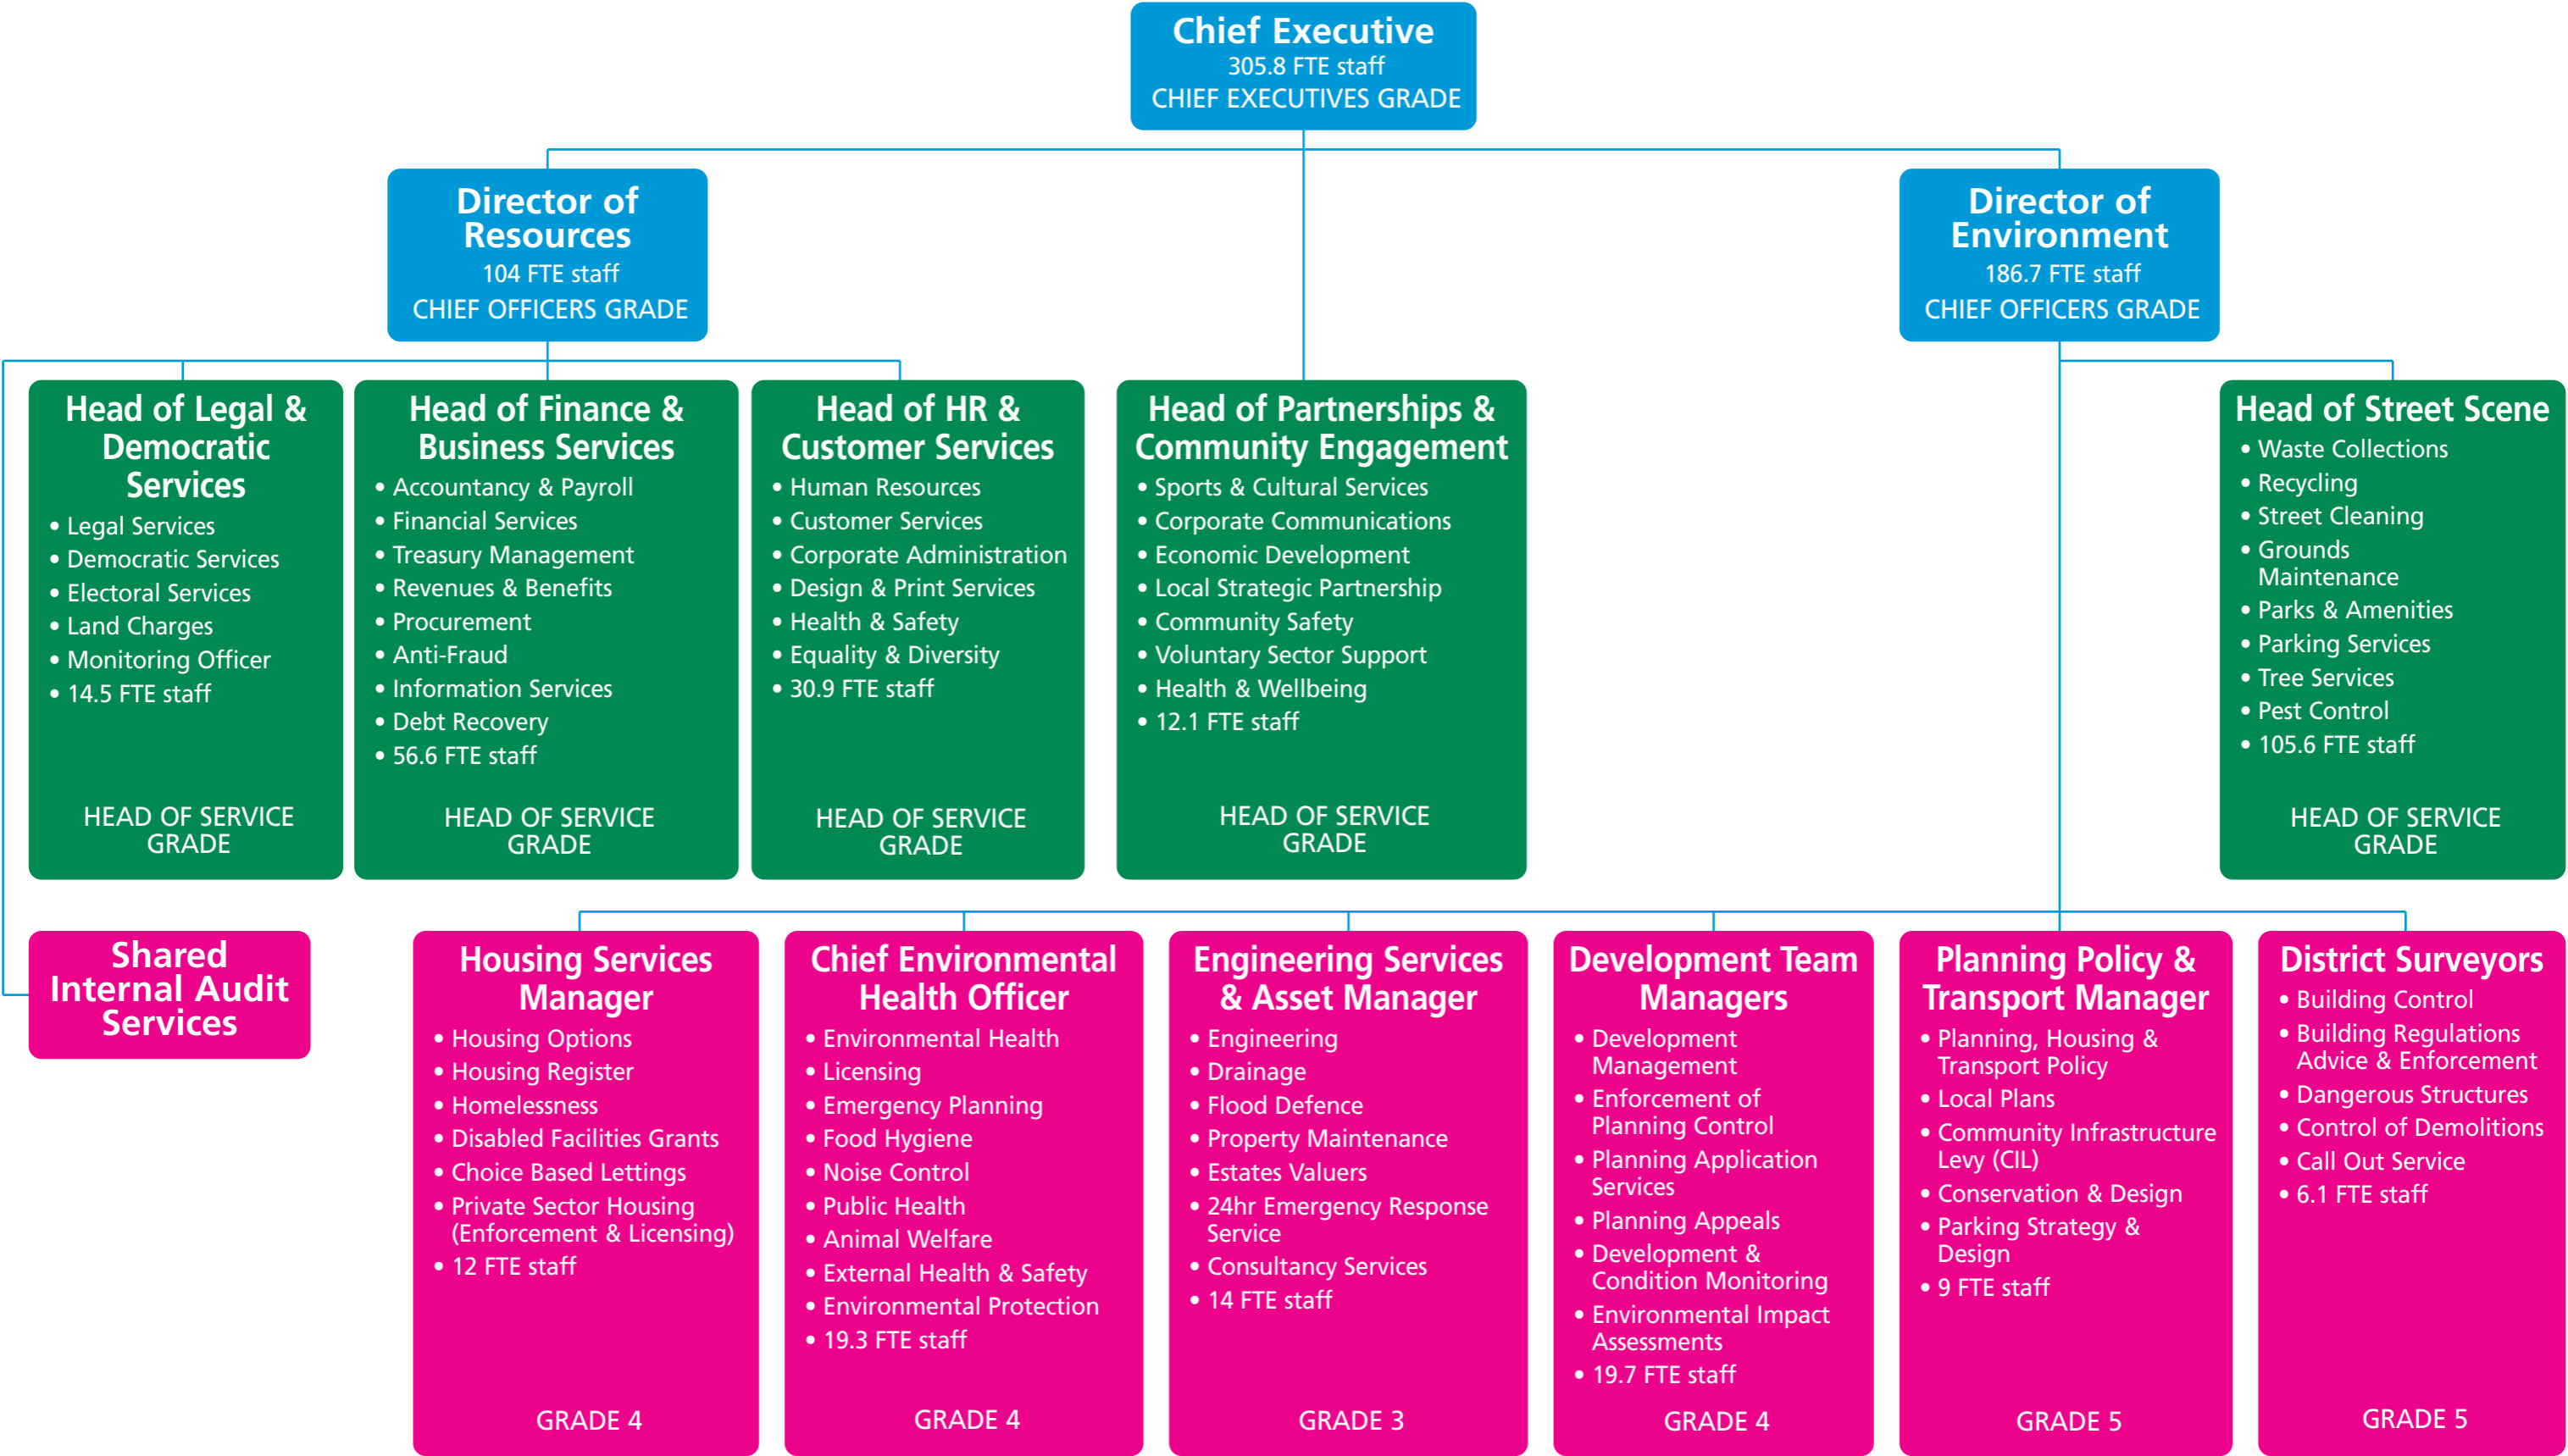 Chief Executive
305.8 FTE staff
CHIEF EXECUTIVES GRADE
Director of
Resources
104 FTE staff
CHIEF OFFICERS GRADE
Director of
Environment
186.7 FTE staff
CHIEF OFFICERS GRADE
Head of Legal &
Democratic
Services
• Legal Services
• Democratic Services
• Electoral Services
• Land Charges
• Monitoring Officer
• 14.5 FTE staff
HEAD OF SERVICE
GRADE
Head of Finance &
Business Services
• Accountancy & Payroll
• Financial Services
• Treasury Management
• Revenues & Benefits
• Procurement
• Anti-Fraud
• Information Services
• Debt Recovery
• 56.6 FTE staff
HEAD OF SERVICE
GRADE
Head of HR &
Customer Services
• Human Resources
• Customer Services
• Corporate Administration
• Design & Print Services
• Health & Safety
• Equality & Diversity
• 30.9 FTE staff
HEAD OF SERVICE
GRADE
Head of Partnerships &
Community Engagement
• Sports & Cultural Services
• Corporate Communications
• Economic Development
• Local Strategic Partnership
• Community Safety
• Voluntary Sector Support
• Health & Wellbeing
• 12.1 FTE staff
HEAD OF SERVICE
GRADE
Head of Street Scene
• Waste Collections
• Recycling
• Street Cleaning
• Grounds
Maintenance
• Parks & Amenities
• Parking Services
• Tree Services
• Pest Control
• 105.6 FTE staff
HEAD OF SERVICE
GRADE
Shared
Internal Audit
Services
Housing Services
Manager
• Housing Options
• Housing Register
• Homelessness
• Disabled Facilities Grants
• Choice Based Lettings
• Private Sector Housing
(Enforcement & Licensing)
• 12 FTE staff
GRADE 4
Chief Environmental
Health Officer
• Environmental Health
• Licensing
• Emergency Planning
• Food Hygiene
• Noise Control
• Public Health
• Animal Welfare
• External Health & Safety
• Environmental Protection
• 19.3 FTE staff
GRADE 4
Engineering Services
& Asset Manager
• Engineering
• Drainage
• Flood Defence
• Property Maintenance
• Estates Valuers
• 24hr Emergency Response
Service
• Consultancy Services
• 14 FTE staff
GRADE 3
Development Team
Managers
• Development
Management
• Enforcement of
Planning Control
• Planning Application
Services
• Planning Appeals
• Development &
Condition Monitoring
• Environmental Impact
Assessments
• 19.7 FTE staff
GRADE 4
Planning Policy &
Transport Manager
• Planning, Housing &
Transport Policy
• Local Plans
• Community Infrastructure
Levy (CIL)
• Conservation & Design
• Parking Strategy &
Design
• 9 FTE staff
GRADE 5
District Surveyors
• Building Control
• Building Regulations
Advice & Enforcement
• Dangerous Structures
• Control of Demolitions
• Call Out Service
• 6.1 FTE staff
GRADE 5